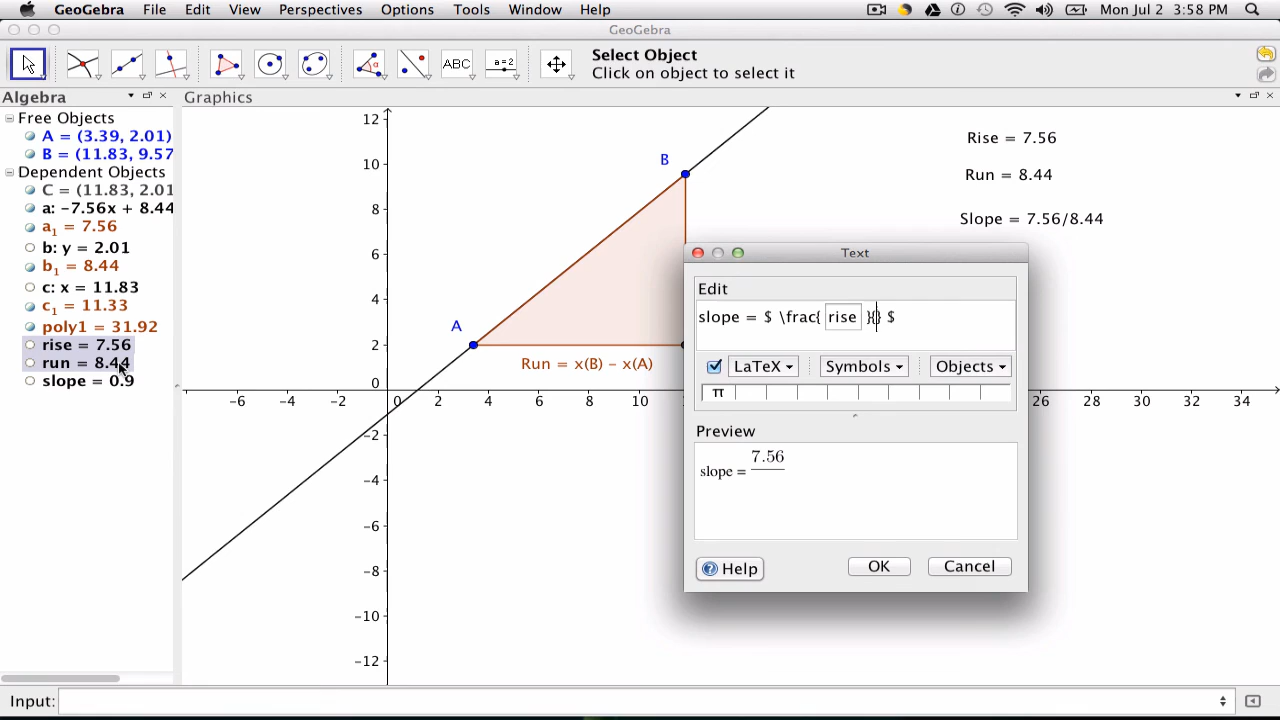 GeoGebra File Edit View Perspectives Options Tools Window Help Mon Jul 2 3:58 PM
GeoGebra
ABC
a=2
α
Select Object
Click on object to select it
Algebra
Graphics
Free Objects
A = (3.39, 2.01)
B = (11.83, 9.57
Dependent Objects
C = (11.83, 2.01
a: −7.56x + 8.44
a1 = 7.56
b: y = 2.01
b1 = 8.44
c: x = 11.83
c1 = 11.33
poly1 = 31.92
rise = 7.56
run = 8.44
slope = 0.9
12
10
8
6
4
2
0
−2
−4
−6
−8
−10
−12
−6 −4 −2 0 2 4 6 8 10 26 28 30 32 34
A
B
Run = x(B) − x(A)
Rise = 7.56
Run = 8.44
Slope = 7.56/8.44
Text
Edit
slope = $ \frac{ rise }{} $
LaTeX Symbols Objects
π
Preview
slope = 7.56
Help OK Cancel
Input: